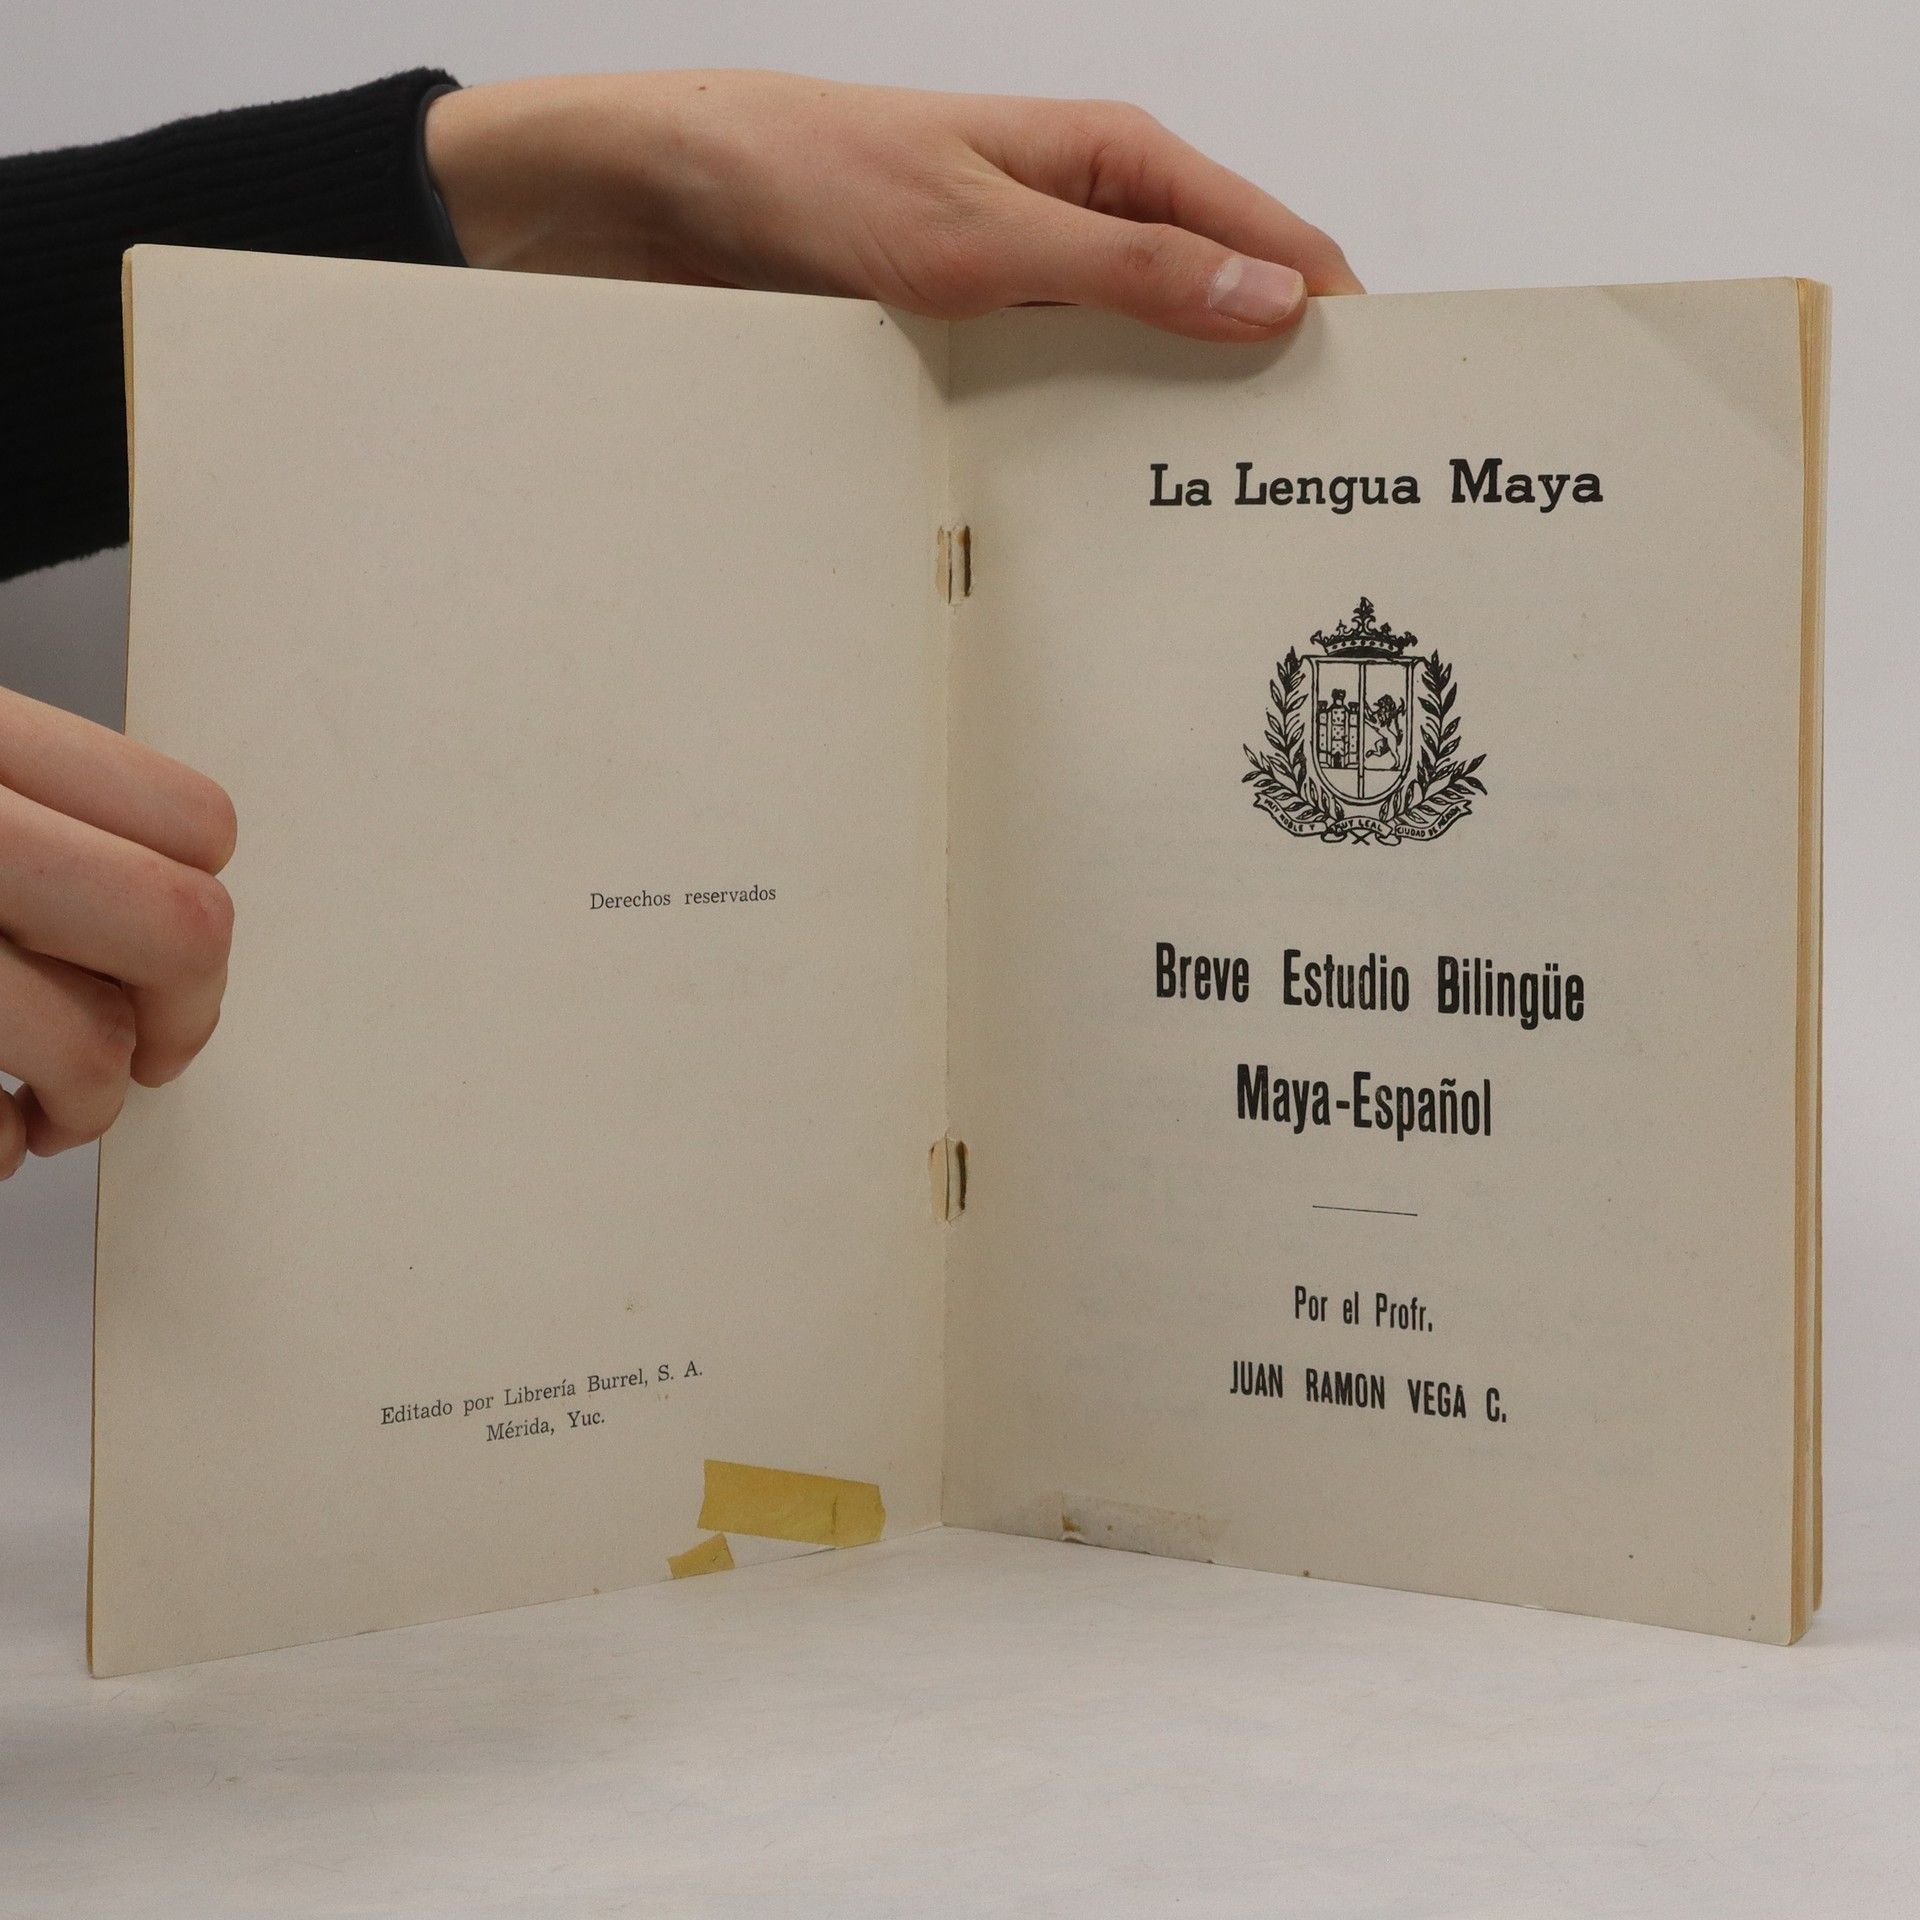 Derechos reservados
Editado por Librería Burrel, S. A.
Mérida, Yuc.
La Lengua Maya
MUY NOBLE Y MUY LEAL CIUDAD DE MÉRIDA
Breve Estudio Bilingüe
Maya-Español
Por el Profr.
JUAN RAMON VEGA C.